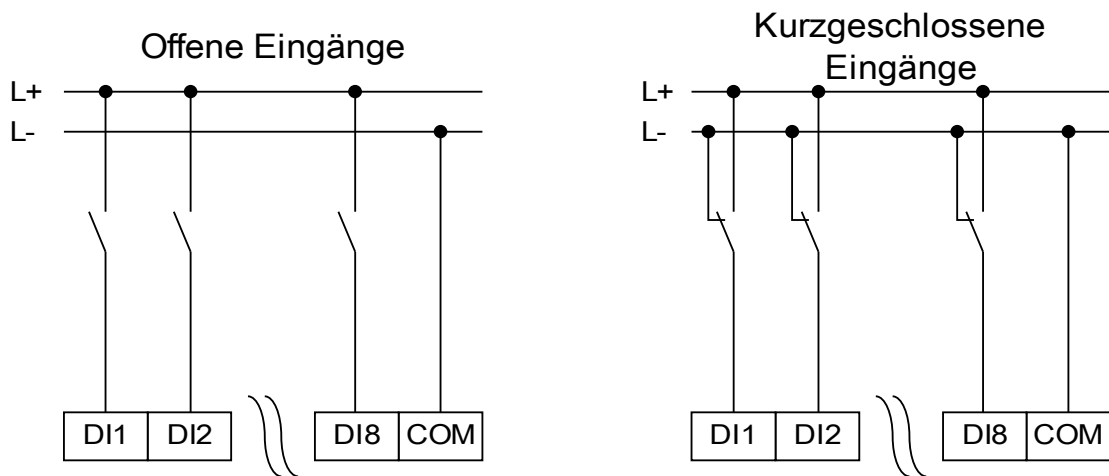 Offene Eingänge
L+
L-
DI1 DI2 DI8 COM
Kurzgeschlossene
Eingänge
L+
L-
DI1 DI2 DI8 COM